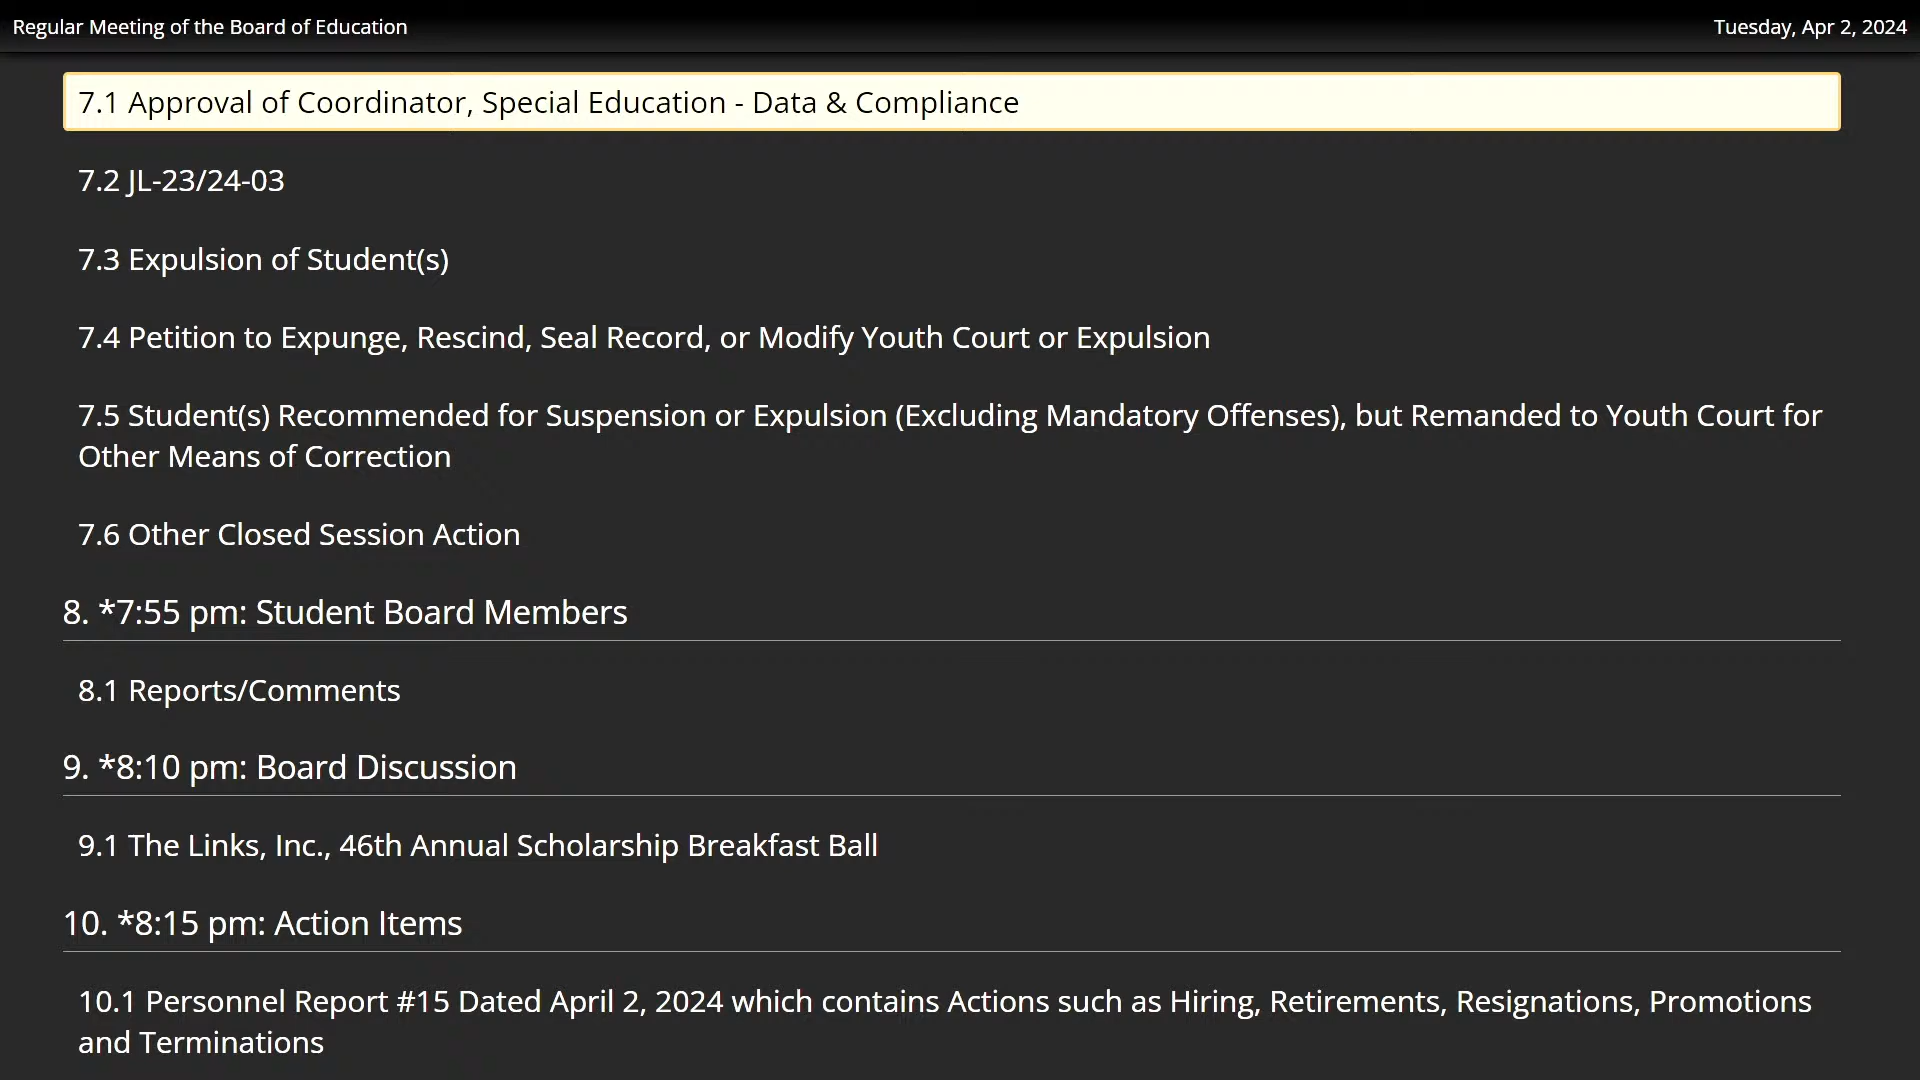 Regular Meeting of the Board of Education
Tuesday, Apr 2, 2024
7.1 Approval of Coordinator, Special Education - Data & Compliance
7.2 JL-23/24-03
7.3 Expulsion of Student(s)
7.4 Petition to Expunge, Rescind, Seal Record, or Modify Youth Court or Expulsion
7.5 Student(s) Recommended for Suspension or Expulsion (Excluding Mandatory Offenses), but Remanded to Youth Court for
Other Means of Correction
7.6 Other Closed Session Action
8. *7:55 pm: Student Board Members
8.1 Reports/Comments
9. *8:10 pm: Board Discussion
9.1 The Links, Inc., 46th Annual Scholarship Breakfast Ball
10. *8:15 pm: Action Items
10.1 Personnel Report #15 Dated April 2, 2024 which contains Actions such as Hiring, Retirements, Resignations, Promotions
and Terminations